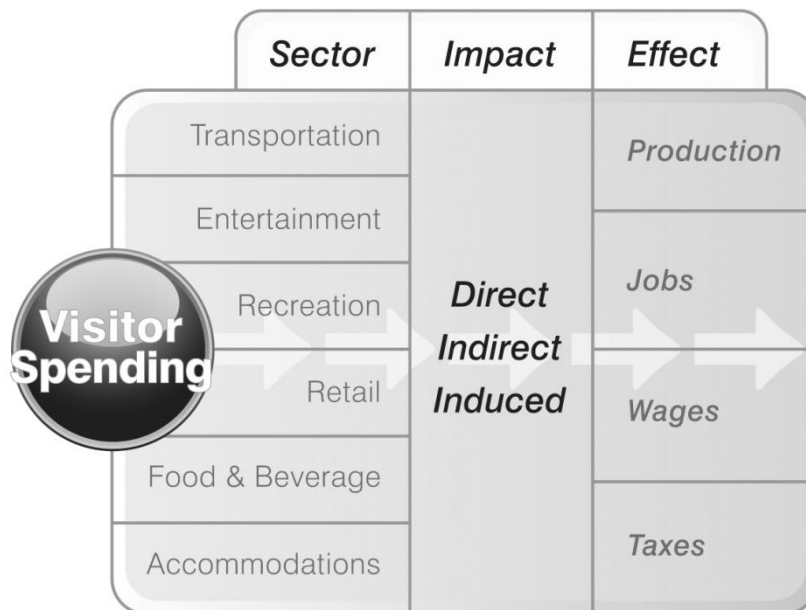 Sector
Impact
Effect
Transportation
Entertainment
Recreation
Retail
Food & Beverage
Accommodations
Visitor
Spending
Direct
Indirect
Induced
Production
Jobs
Wages
Taxes